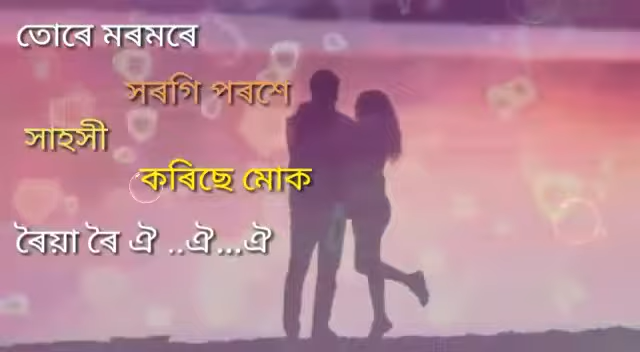 তোৰে মৰমৰে
সৰগি পৰশে
সাহসী
কৰিছে মোক
ৰৈয়া ৰৈ ঐ ..ঐ...ঐ